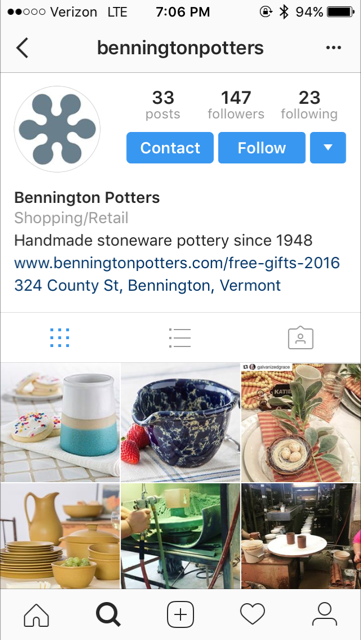 Verizon LTE 7:06 PM 94%
benningtonpotters
33 147 23
posts followers following
Contact Follow
Bennington Potters
Shopping/Retail
Handmade stoneware pottery since 1948
www.benningtonpotters.com/free-gifts-2016
324 County St, Bennington, Vermont
galvanizedgrace
KATIE